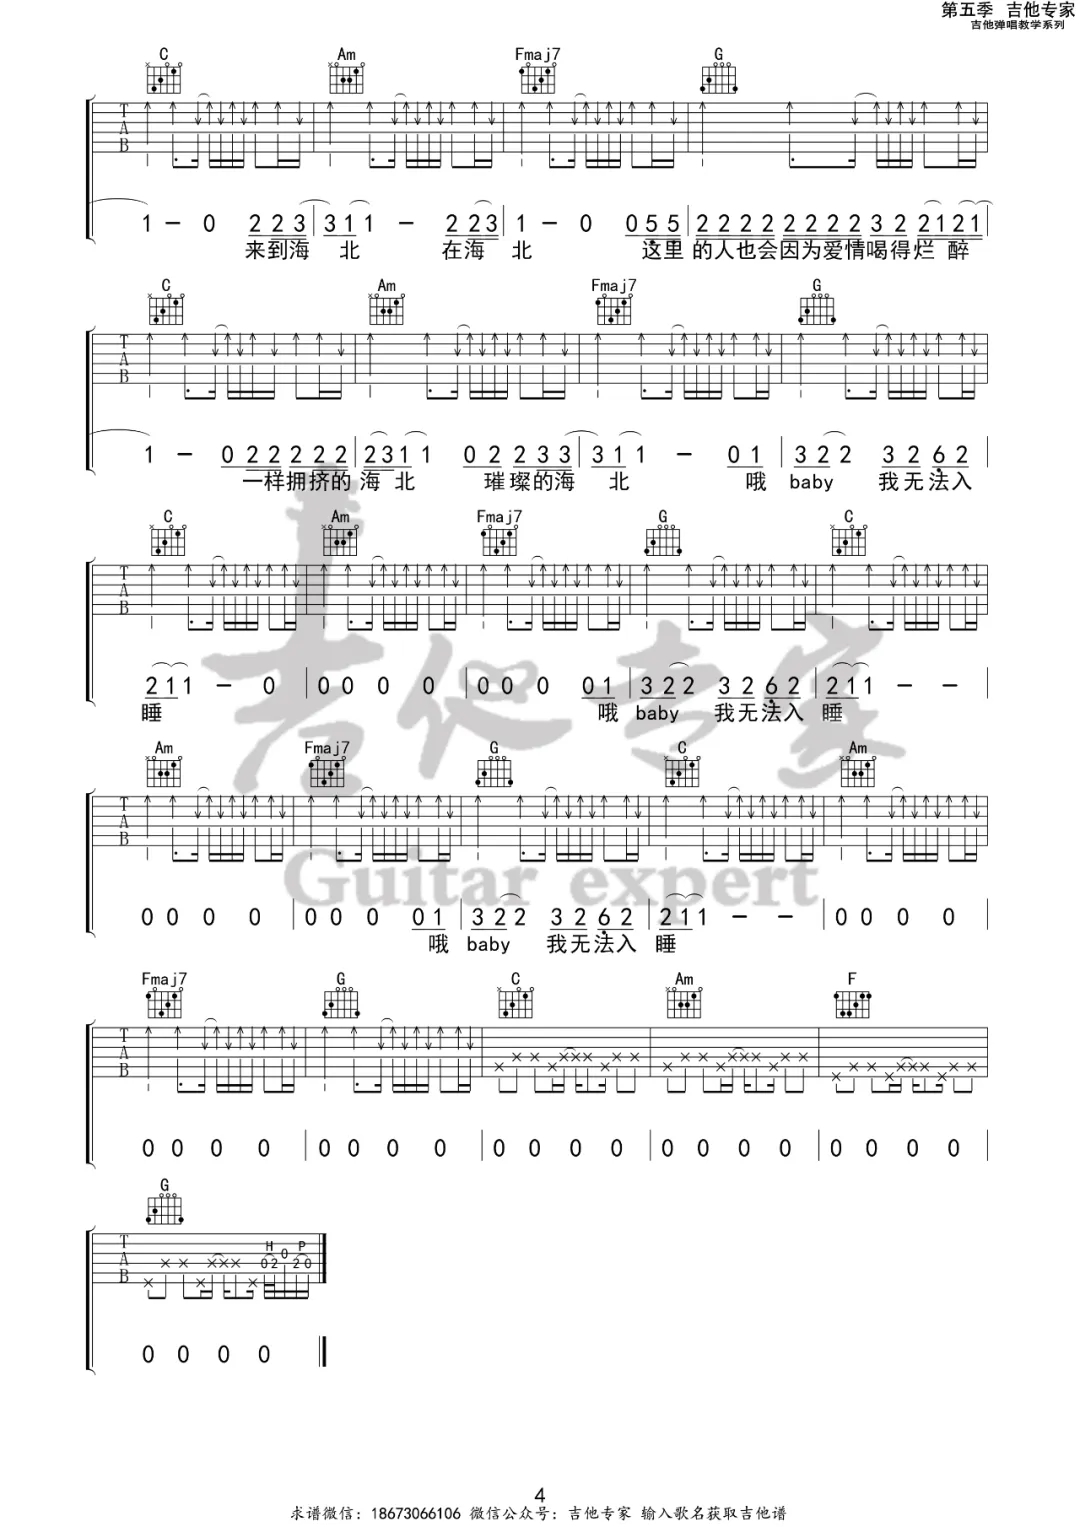 第五季 吉他专家
吉他弹唱教学系列
C Am Fmaj7 G
T A B
1 - 0 2 2 3 3 1 1 - 2 2 3 1 - 0 0 5 5 2 2 2 2 2 2 2 2 3 2 2 1 2 1
来到海 北 在海 北 这里 的人也会因为爱情喝得烂 醉
C Am Fmaj7 G
T A B
1 - 0 2 2 2 2 2 2 3 1 1 0 2 2 3 3 3 1 1 - 0 1 3 2 2 3 2 6 2
一样拥挤的 海 北 璀璨的海 北 哦 baby 我无法入
C Am Fmaj7 G C
T A B
2 1 1 - 0 0 0 0 0 0 0 0 0 1 3 2 2 3 2 6 2 2 1 1 - -
睡 哦 baby 我无法入 睡
Am Fmaj7 G C Am
T A B
0 0 0 0 0 0 0 0 1 3 2 2 3 2 6 2 2 1 1 - - 0 0 0 0
哦 baby 我无法入 睡
Fmaj7 G C Am F
T A B
0 0 0 0 0 0 0 0 0 0 0 0 0 0 0 0 0 0 0 0
G
T A B H P 0 2 0 2 0
0 0 0 0
吉他专家
Guitar expert
4
求谱微信：18673066106 微信公众号：吉他专家 输入歌名获取吉他谱